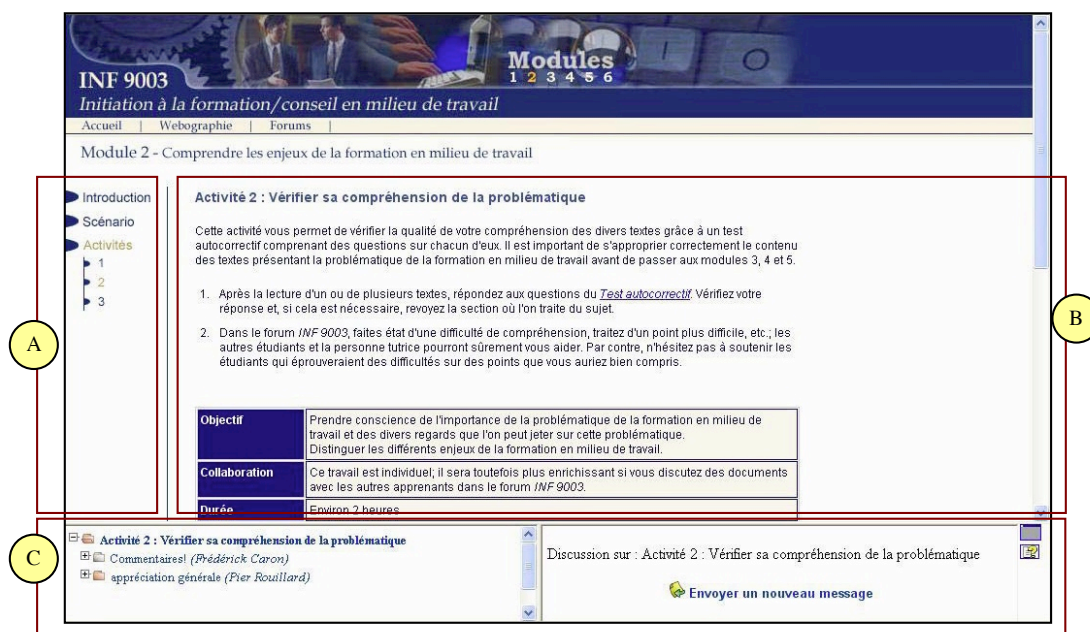 Modules
INF 9003
1 2 3 4 5 6
Initiation à la formation/conseil en milieu de travail
Accueil | Webographie | Forums |
Module 2 - Comprendre les enjeux de la formation en milieu de travail
Introduction
Scénario
Activités
1
2
3
A
Activité 2 : Vérifier sa compréhension de la problématique
Cette activité vous permet de vérifier la qualité de votre compréhension des divers textes grâce à un test
autocorrectif comprenant des questions sur chacun d'eux. Il est important de s'approprier correctement le contenu
des textes présentant la problématique de la formation en milieu de travail avant de passer aux modules 3, 4 et 5.
1. Après la lecture d'un ou de plusieurs textes, répondez aux questions du Test autocorrectif. Vérifiez votre
réponse et, si cela est nécessaire, revoyez la section où l'on traite du sujet.
2. Dans le forum INF 9003, faites état d'une difficulté de compréhension, traitez d'un point plus difficile, etc.; les
autres étudiants et la personne tutrice pourront sûrement vous aider. Par contre, n'hésitez pas à soutenir les
étudiants qui éprouveraient des difficultés sur des points que vous auriez bien compris.
B
Objectif
Prendre conscience de l'importance de la problématique de la formation en milieu de
travail et des divers regards que l'on peut jeter sur cette problématique.
Distinguer les différents enjeux de la formation en milieu de travail.
Collaboration
Ce travail est individuel; il sera toutefois plus enrichissant si vous discutez des documents
avec les autres apprenants dans le forum INF 9003.
Durée
Environ 2 heures
C
Activité 2 : Vérifier sa compréhension de la problématique
Commentaires! (Frédérick Caron)
appréciation générale (Pier Rouillard)
Discussion sur : Activité 2 : Vérifier sa compréhension de la problématique
Envoyer un nouveau message